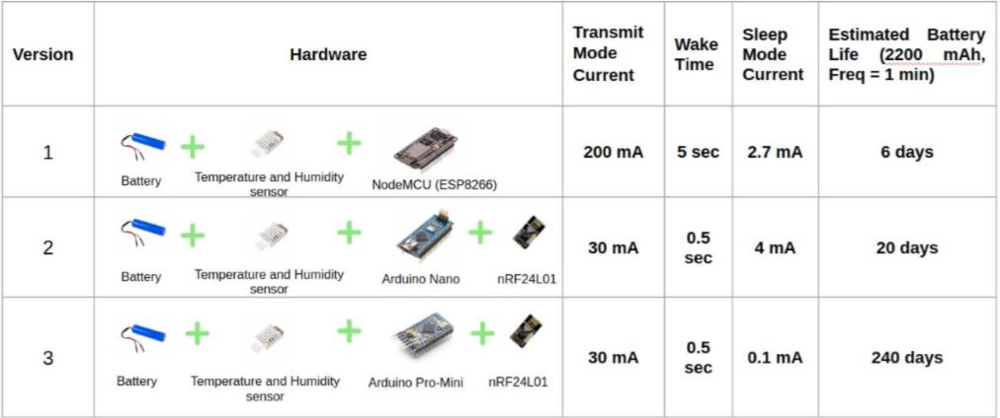 Version
Hardware
Transmit
Mode
Current
Wake
Time
Sleep
Mode
Current
Estimated Battery
Life (2200 mAh,
Freq = 1 min)
1
Battery
Temperature and Humidity
sensor
NodeMCU (ESP8266)
200 mA
5 sec
2.7 mA
6 days
2
Battery
Temperature and Humidity
sensor
Arduino Nano
nRF24L01
30 mA
0.5
sec
4 mA
20 days
3
Battery
Temperature and Humidity
sensor
Arduino Pro-Mini
nRF24L01
30 mA
0.5
sec
0.1 mA
240 days